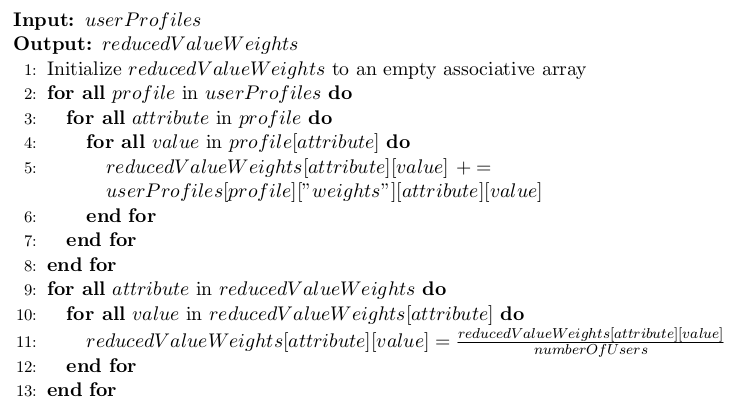 Input: userProfiles
Output: reducedValueWeights
1: Initialize reducedValueWeights to an empty associative array
2: for all profile in userProfiles do
3: for all attribute in profile do
4: for all value in profile[attribute] do
5: reducedValueWeights[attribute][value] + =
userProfiles[profile]["weights"][attribute][value]
6: end for
7: end for
8: end for
9: for all attribute in reducedValueWeights do
10: for all value in reducedValueWeights[attribute] do
11: reducedValueWeights[attribute][value] = reducedValueWeights[attribute][value]
numberOfUsers
12: end for
13: end for